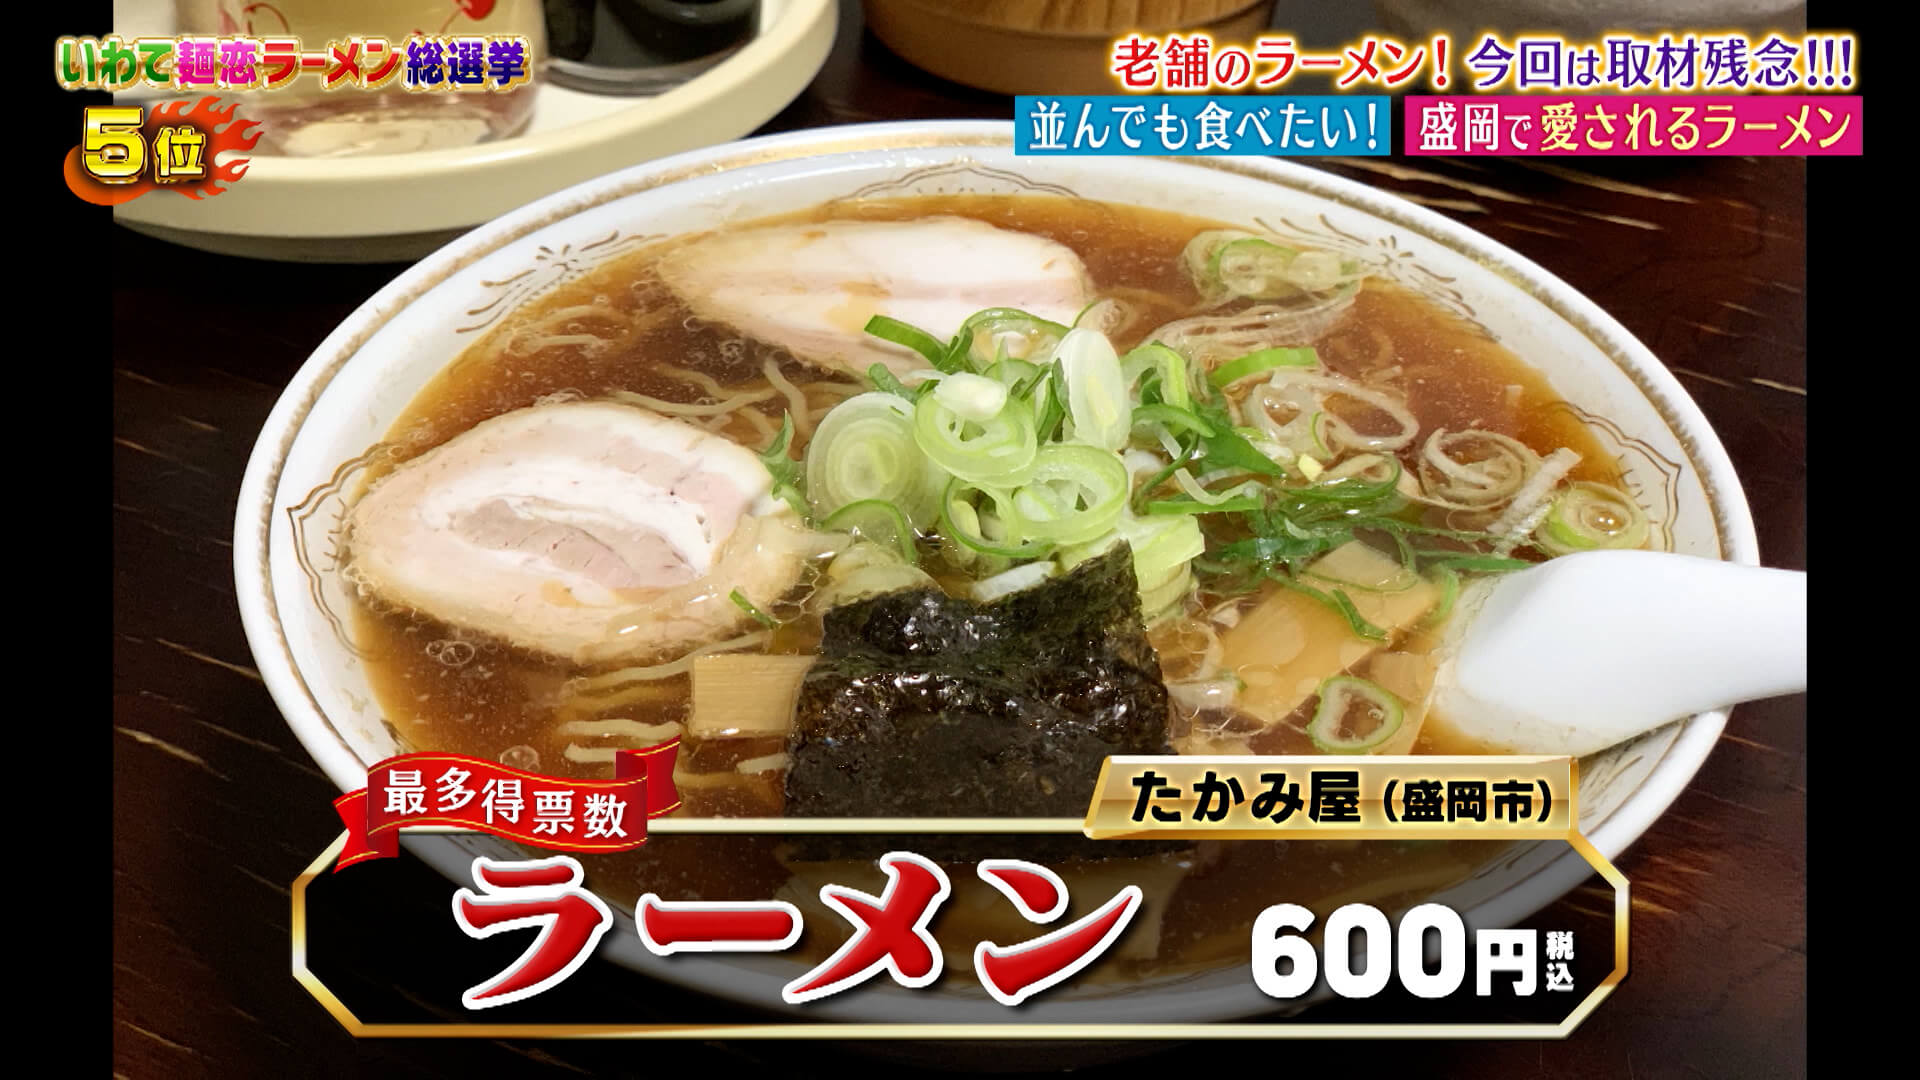 いわて麺恋ラーメン総選挙
5位
老舗のラーメン！今回は取材残念!!!
並んでも食べたい！ 盛岡で愛されるラーメン
最多得票数
たかみ屋（盛岡市）
ラーメン 600円税込